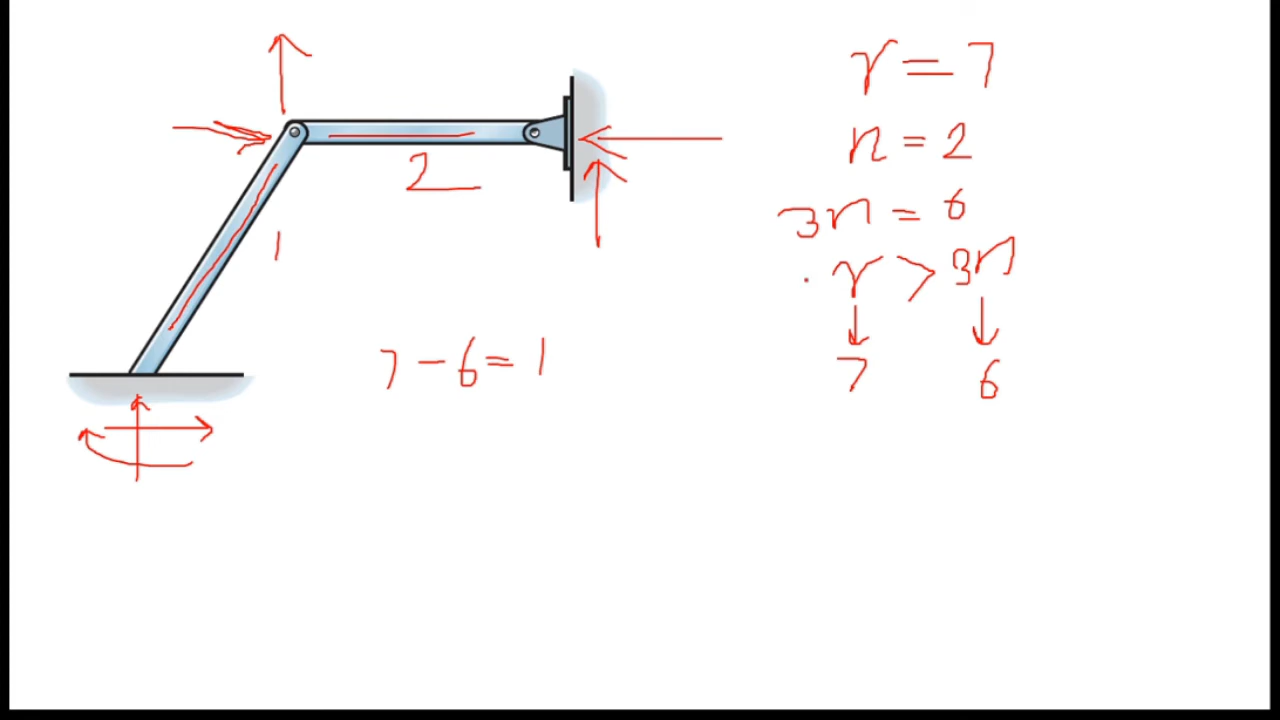 r = 7
n = 2
3n = 6
r > 3n
7 6
2
1
7 - 6 = 1